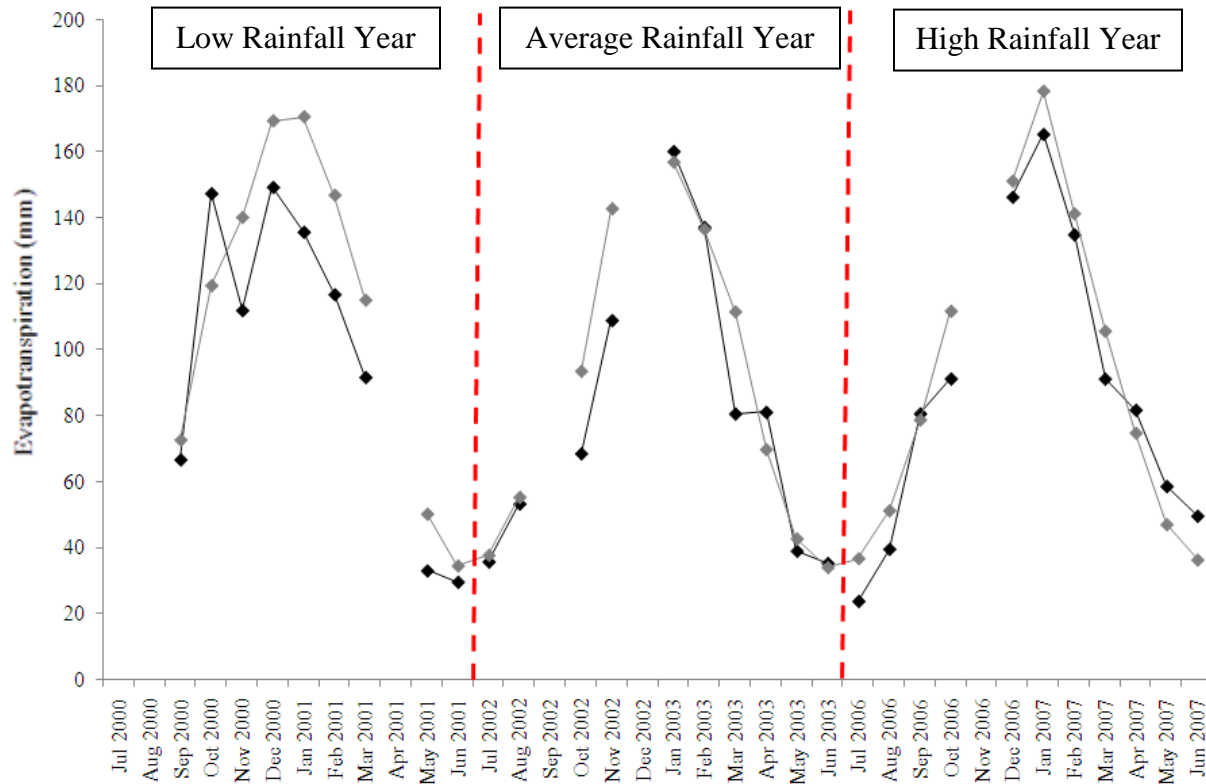 Low Rainfall Year
Average Rainfall Year
High Rainfall Year
Evapotranspiration (mm)
200
180
160
140
120
100
80
60
40
20
0
Jul 2000
Aug 2000
Sep 2000
Oct 2000
Nov 2000
Dec 2000
Jan 2001
Feb 2001
Mar 2001
Apr 2001
May 2001
Jun 2001
Jul 2002
Aug 2002
Sep 2002
Oct 2002
Nov 2002
Dec 2002
Jan 2003
Feb 2003
Mar 2003
Apr 2003
May 2003
Jun 2003
Jul 2006
Aug 2006
Sep 2006
Oct 2006
Nov 2006
Dec 2006
Jan 2007
Feb 2007
Mar 2007
Apr 2007
May 2007
Jun 2007